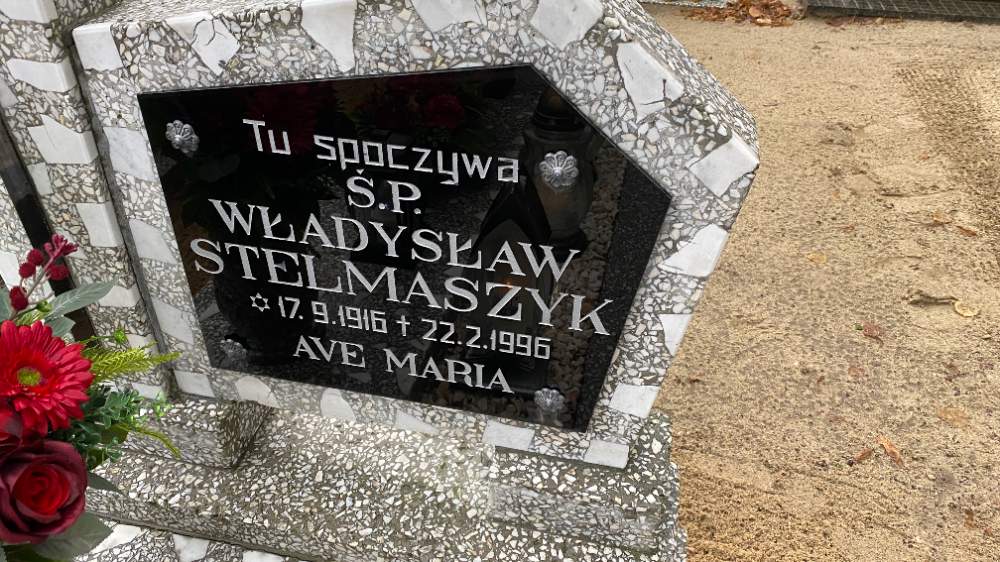 Tu spoczywa
Ś.P.
WŁADYSŁAW
STELMASZYK
✡ 17.9.1916 † 22.2.1996
AVE MARIA